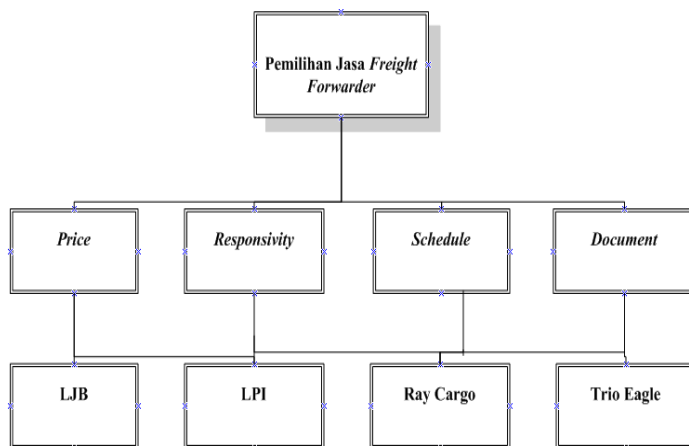 Pemilihan Jasa Freight
Forwarder
Price
Responsivity
Schedule
Document
LJB
LPI
Ray Cargo
Trio Eagle